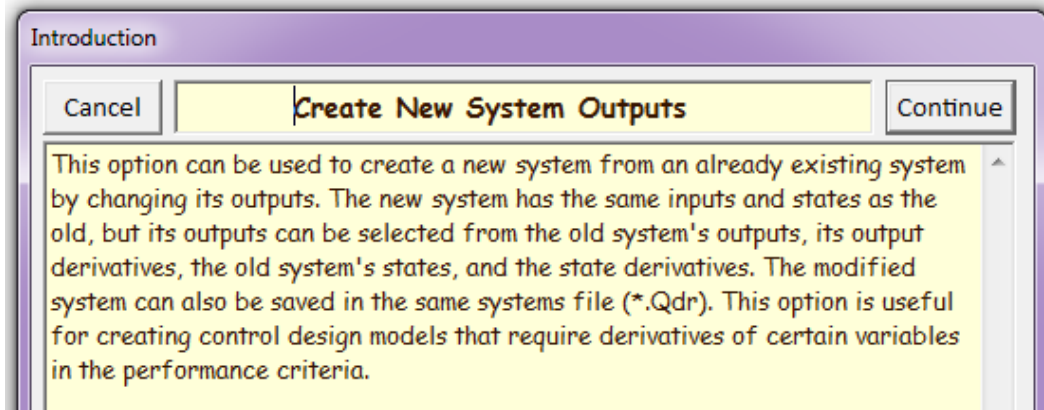 Introduction
Cancel Create New System Outputs Continue
This option can be used to create a new system from an already existing system
by changing its outputs. The new system has the same inputs and states as the
old, but its outputs can be selected from the old system's outputs, its output
derivatives, the old system's states, and the state derivatives. The modified
system can also be saved in the same systems file (*.Qdr). This option is useful
for creating control design models that require derivatives of certain variables
in the performance criteria.